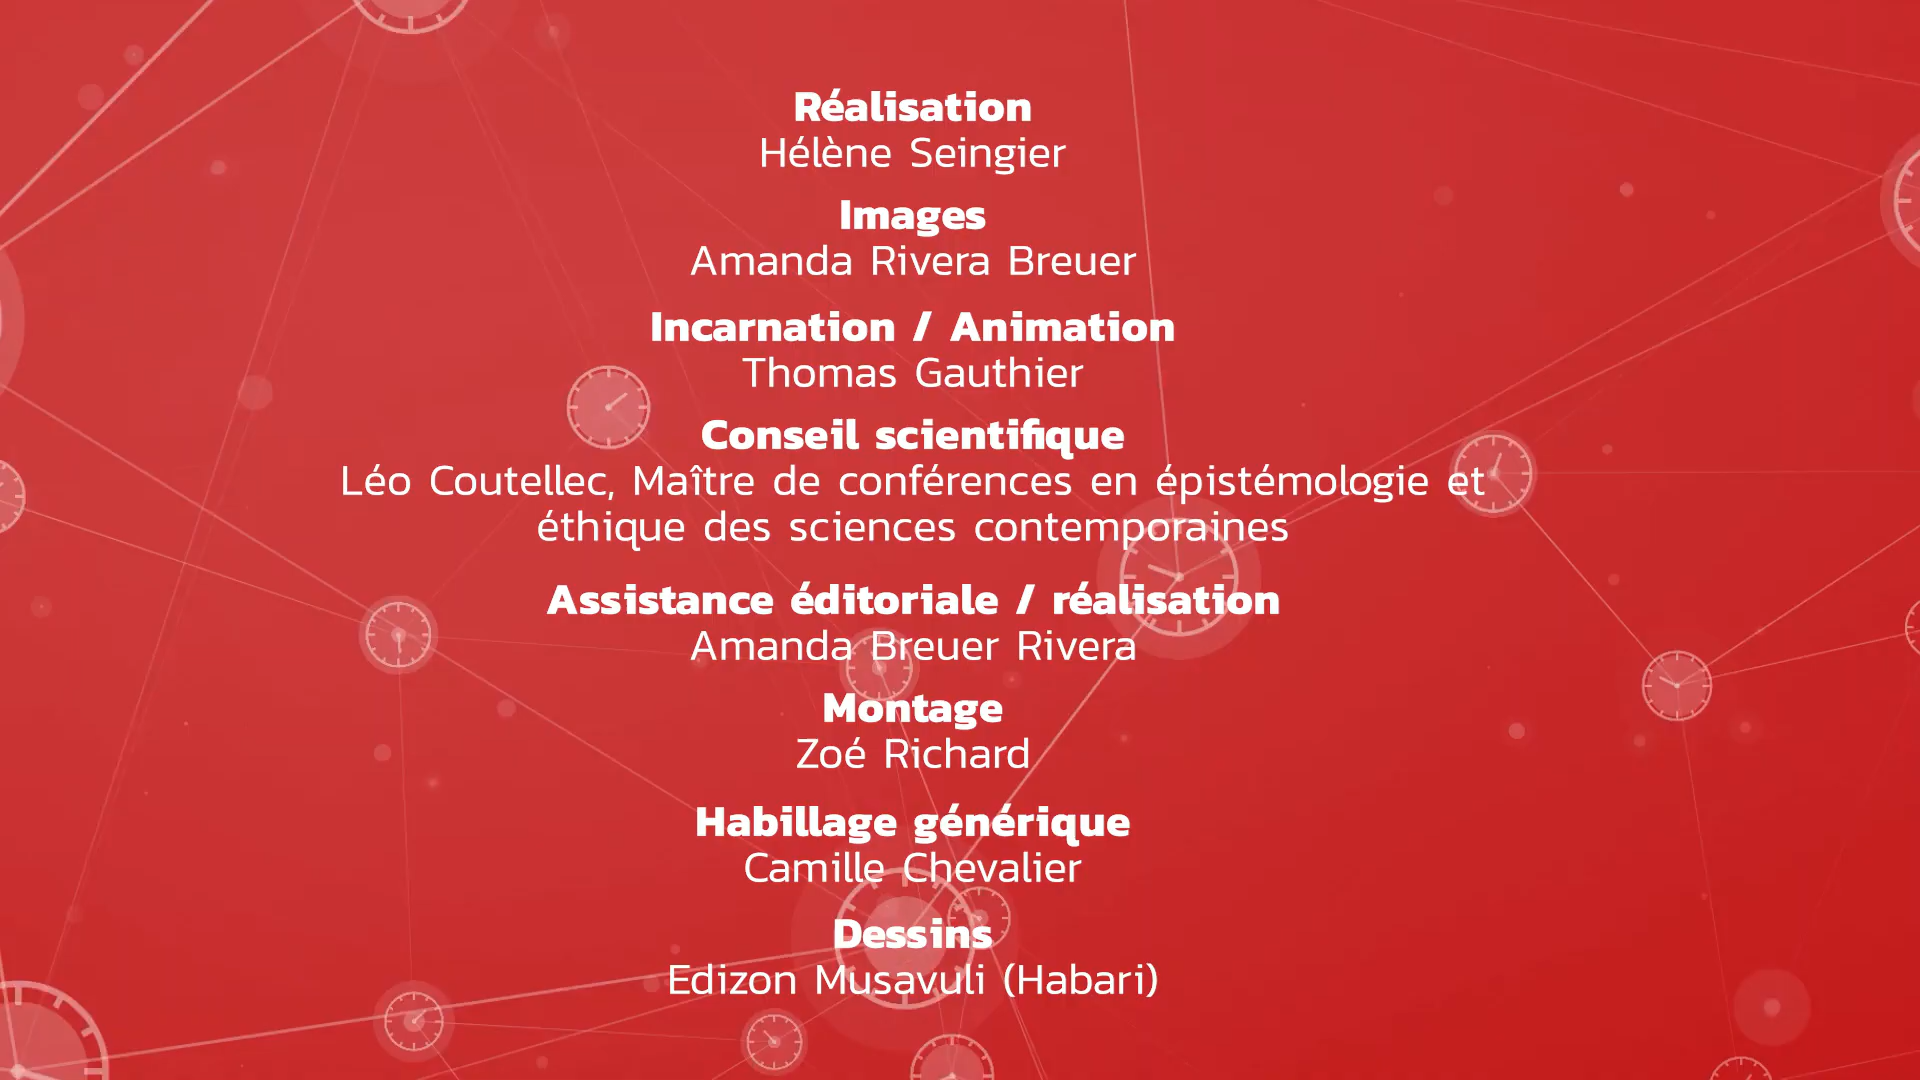 Réalisation
Hélène Seingier
Images
Amanda Rivera Breuer
Incarnation / Animation
Thomas Gauthier
Conseil scientifique
Léo Coutellec, Maître de conférences en épistémologie et
éthique des sciences contemporaines
Assistance éditoriale / réalisation
Amanda Breuer Rivera
Montage
Zoé Richard
Habillage générique
Camille Chevalier
Dessins
Edizon Musavuli (Habari)